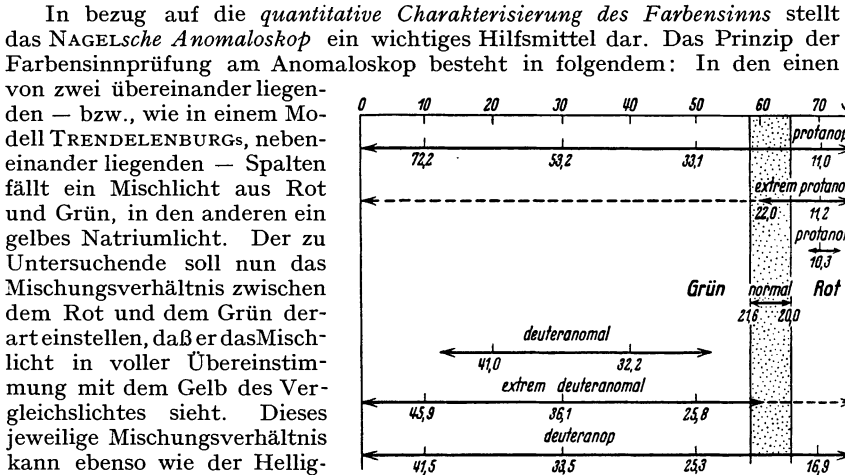 In bezug auf die quantitative Charakterisierung des Farbensinns stellt
das NAGELsche Anomaloskop ein wichtiges Hilfsmittel dar. Das Prinzip der
Farbensinnprüfung am Anomaloskop besteht in folgendem: In den einen
von zwei übereinander liegen-
den — bzw., wie in einem Mo-
dell TRENDELENBURGs, neben-
einander liegenden — Spalten
fällt ein Mischlicht aus Rot
und Grün, in den anderen ein
gelbes Natriumlicht. Der zu
Untersuchende soll nun das
Mischungsverhältnis zwischen
dem Rot und dem Grün der-
art einstellen, daß er das Misch-
licht in voller Übereinstim-
mung mit dem Gelb des Ver-
gleichslichtes sieht. Dieses
jeweilige Mischungsverhältnis
kann ebenso wie der Hellig-
0 10 20 30 40 50 60 70
protanop
72,2 53,2 33,1 11,0
extrem protano
22,0 11,2
protano
10,3
Grün normal Rot
21,6 20,0
deuteranomal
41,0 32,2
extrem deuteranomal
45,9 36,1 25,8
deuteranop
41,5 33,5 25,3 16,9